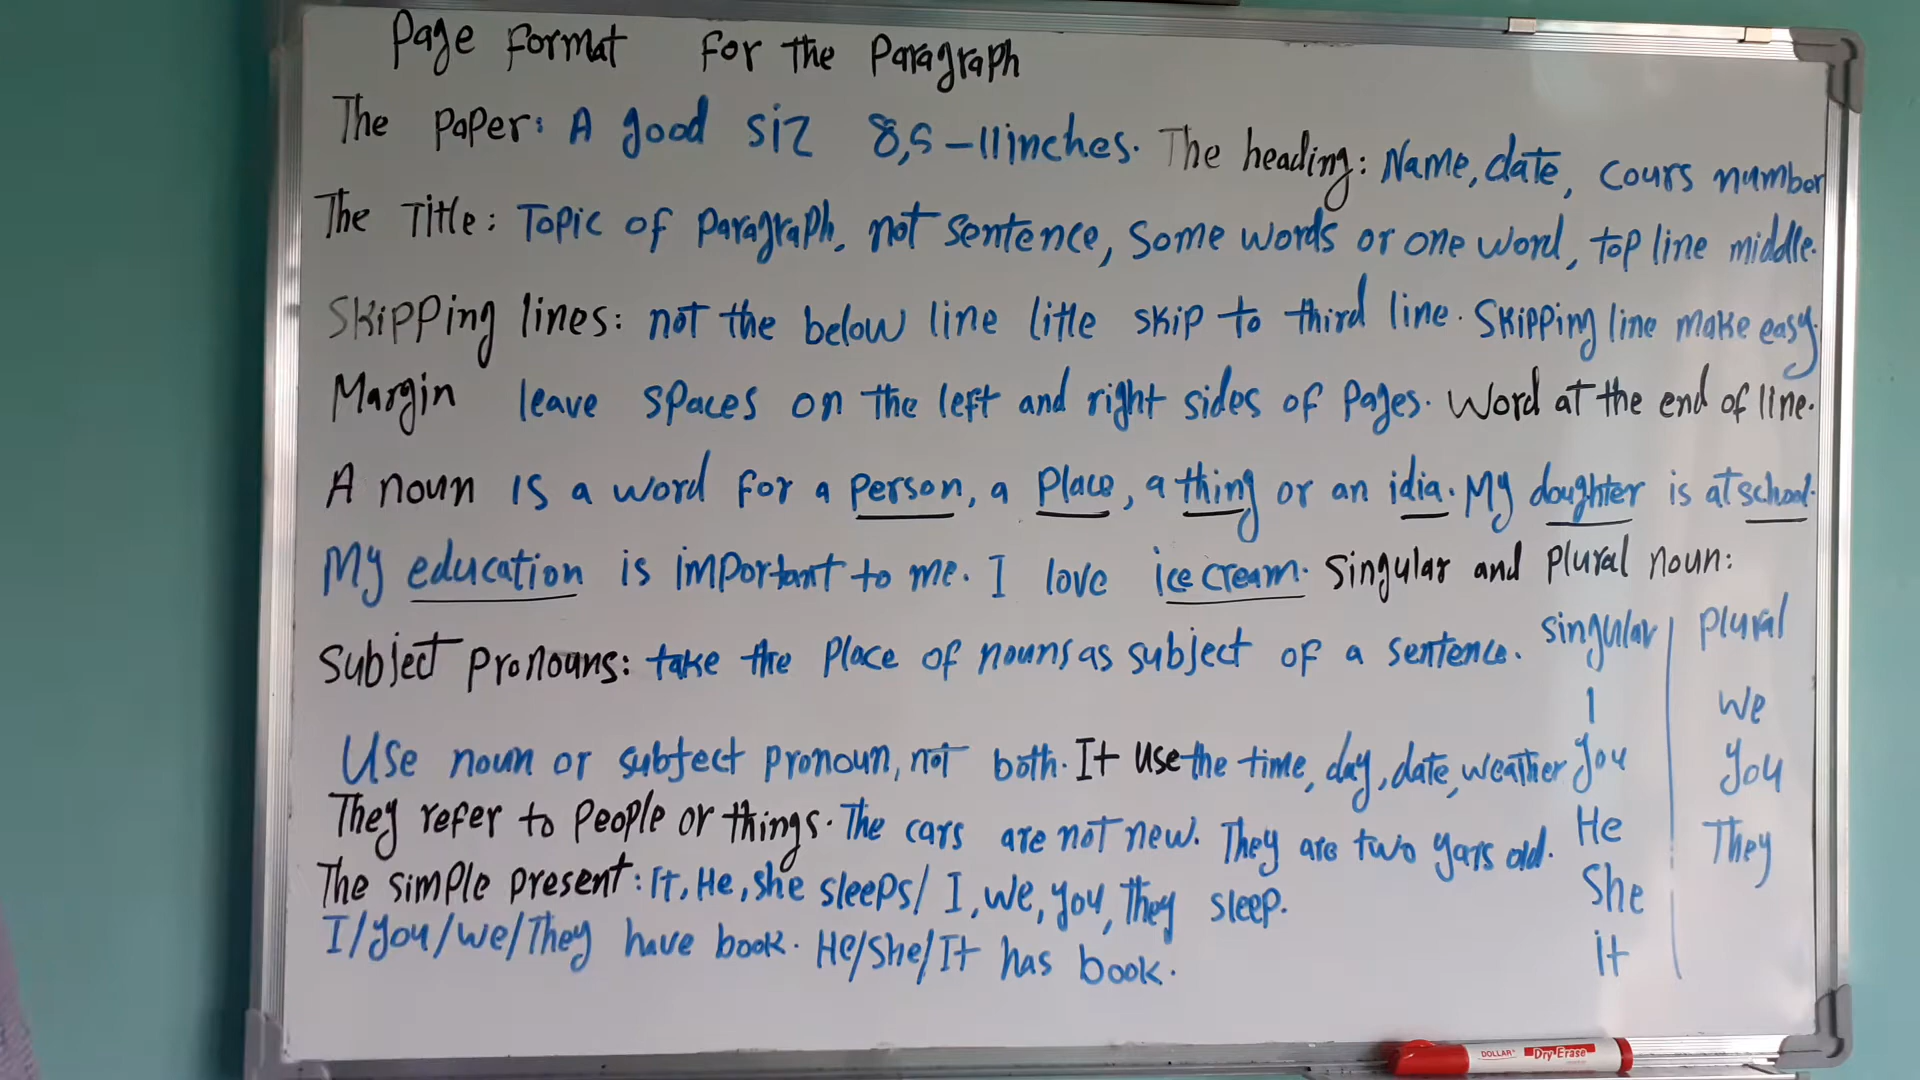 Page format for the Paragraph
The paper: A good siz 8,5-11inches. The heading: Name, date, cours number
The Title: Topic of paragraph, not sentence, some words or one word, top line middle.
Skipping lines: not the below line litle skip to third line. Skipping line make easy.
Margin leave spaces on the left and right sides of pages. Word at the end of line.
A noun is a word for a person, a place, a thing or an idia. My doughter is at school.
My education is important to me. I love ice cream. Singular and plural noun:
Subject pronouns: take the place of nouns as subject of a sentence.
Use noun or subject pronoun, not both. It use the time, day, date, weather
They refer to people or things. The cars are not new. They are two yars old.
The simple present: It, He, she sleeps/ I, we, you, They sleep.
I/you/we/They have book. He/She/It has book.
singular plural
I we
you you
He They
She
it
DOLLAR Dry Erase